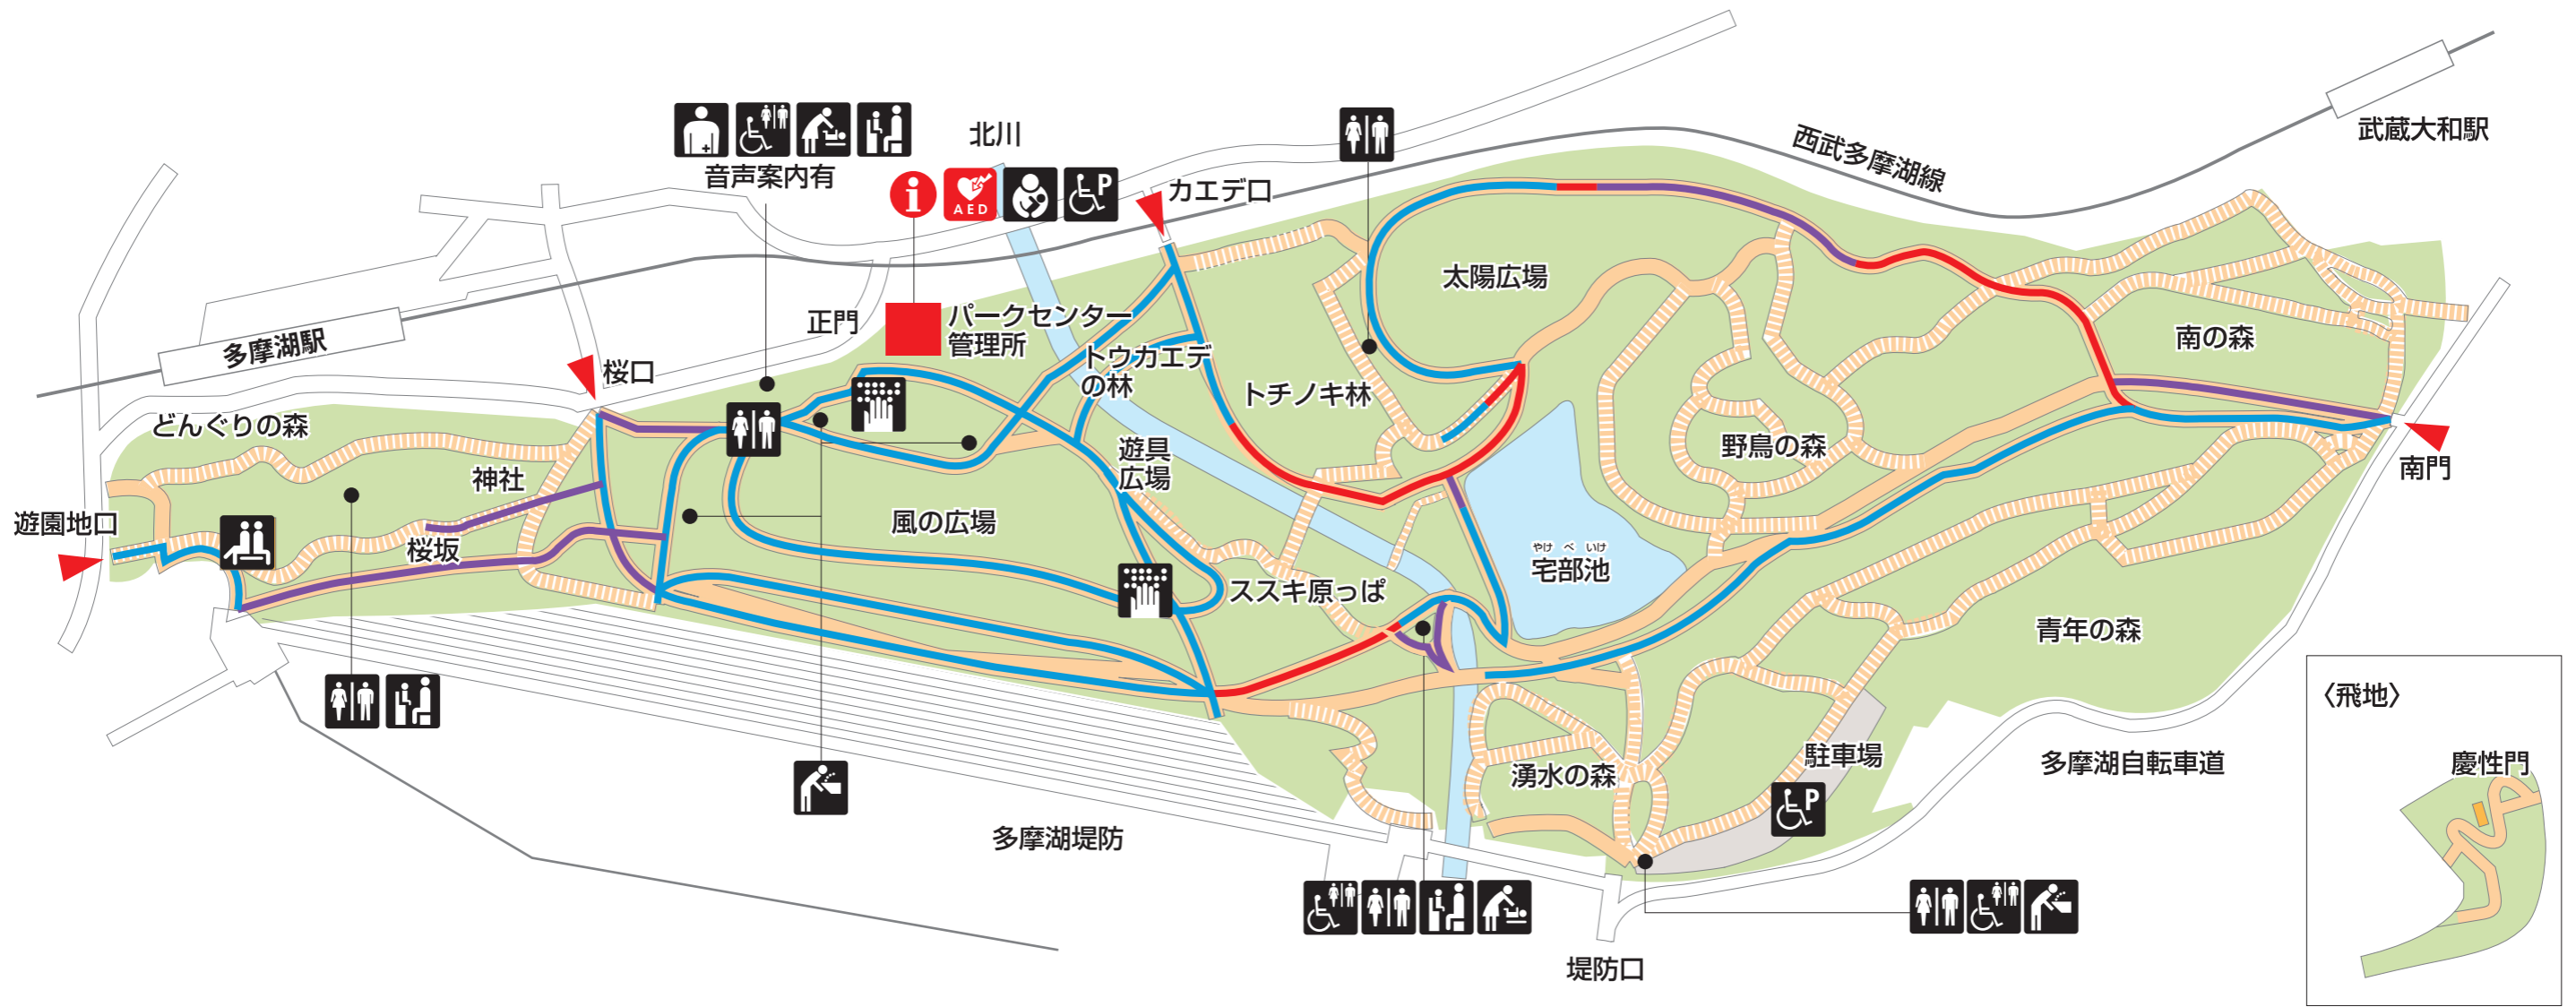 北川
音声案内有
AED
P
カエデ口
西武多摩湖線
武蔵大和駅
多摩湖駅
桜口
正門
パークセンター
管理所
トウカエデ
の林
太陽広場
トチノキ林
南の森
どんぐりの森
神社
遊具
広場
野鳥の森
南門
遊園地口
桜坂
風の広場
やけべいけ
宅部池
ススキ原っぱ
青年の森
〈飛地〉
慶性門
駐車場
P
湧水の森
多摩湖自転車道
多摩湖堤防
堤防口